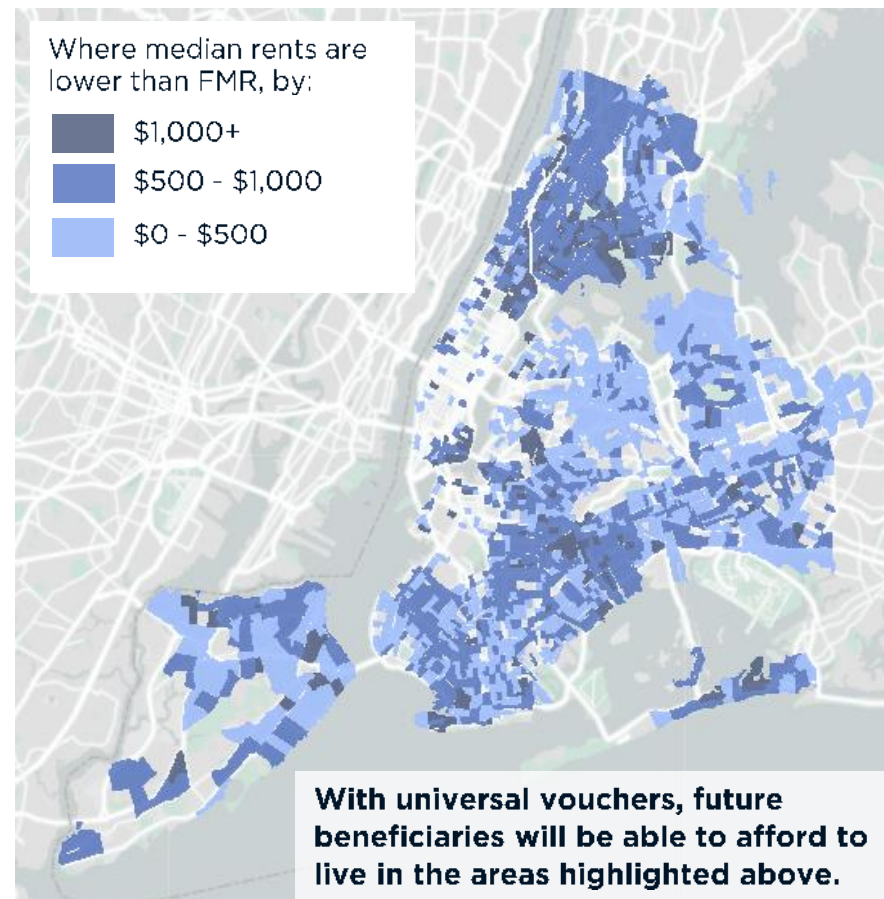 Where median rents are
lower than FMR, by:
$1,000+
$500 - $1,000
$0 - $500
With universal vouchers, future
beneficiaries will be able to afford to
live in the areas highlighted above.